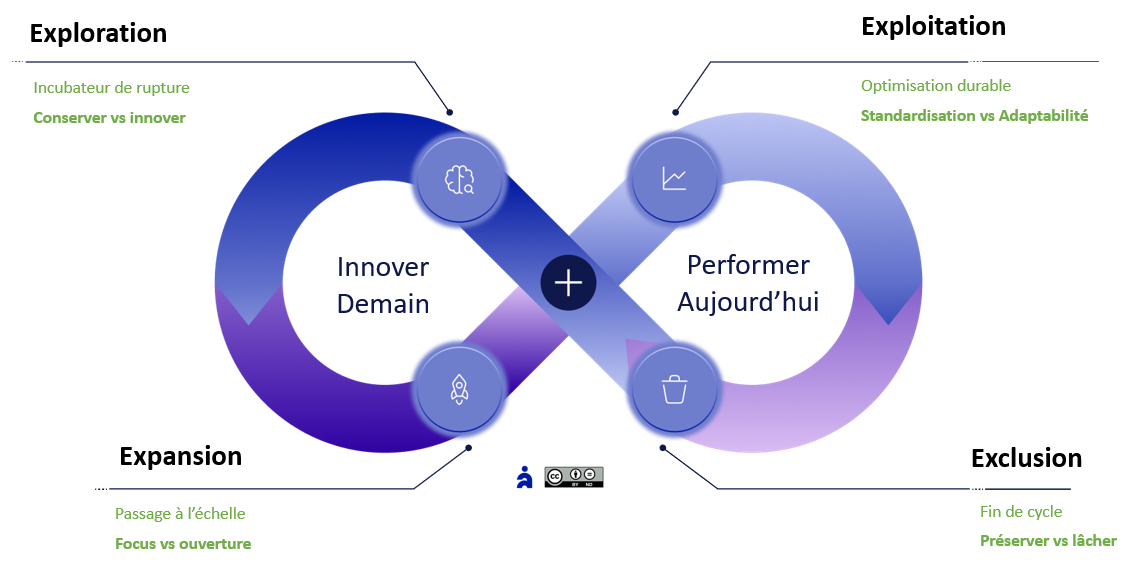 Exploration
Incubateur de rupture
Conserver vs innover
Exploitation
Optimisation durable
Standardisation vs Adaptabilité
Innover
Demain
Performer
Aujourd’hui
Expansion
Passage à l’échelle
Focus vs ouverture
cc
BY ND
Exclusion
Fin de cycle
Préserver vs lâcher